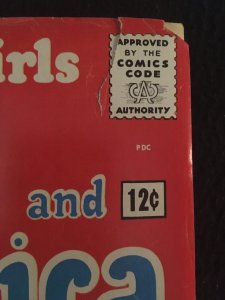 irls
APPROVED
BY THE
COMICS
CODE
CA
AUTHORITY
PDC
and
12¢
ica